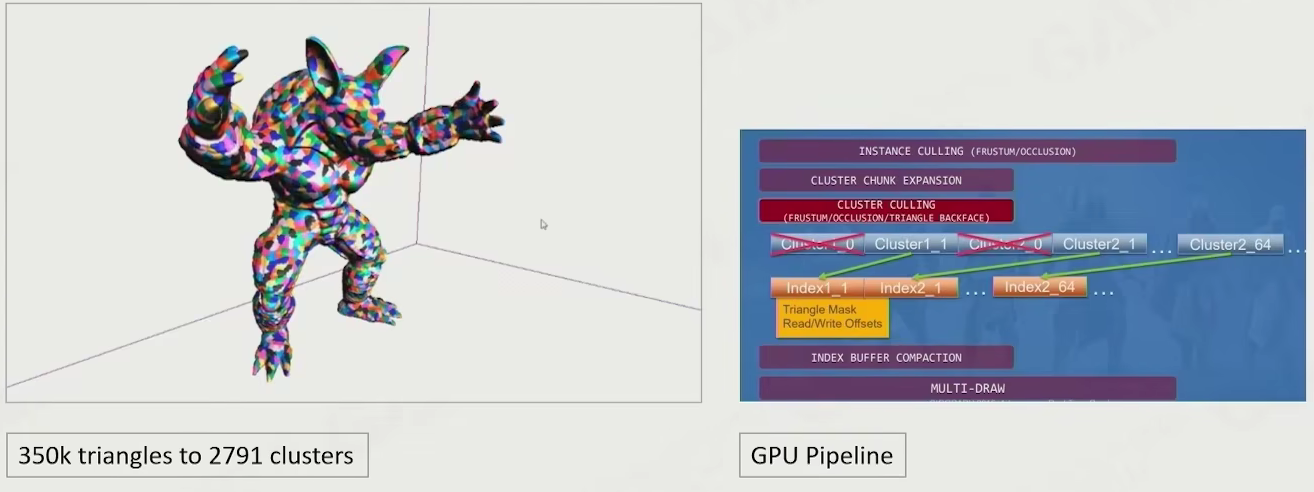 INSTANCE CULLING (FRUSTUM/OCCLUSION)
CLUSTER CHUNK EXPANSION
CLUSTER CULLING
(FRUSTUM/OCCLUSION/TRIANGLE BACKFACE)
Cluster1_0 Cluster1_1 Cluster2_0 Cluster2_1 ... Cluster2_64 ...
Index1_1 Index2_1 ... Index2_64 ...
Triangle Mask
Read/Write Offsets
INDEX BUFFER COMPACTION
MULTI-DRAW
350k triangles to 2791 clusters
GPU Pipeline